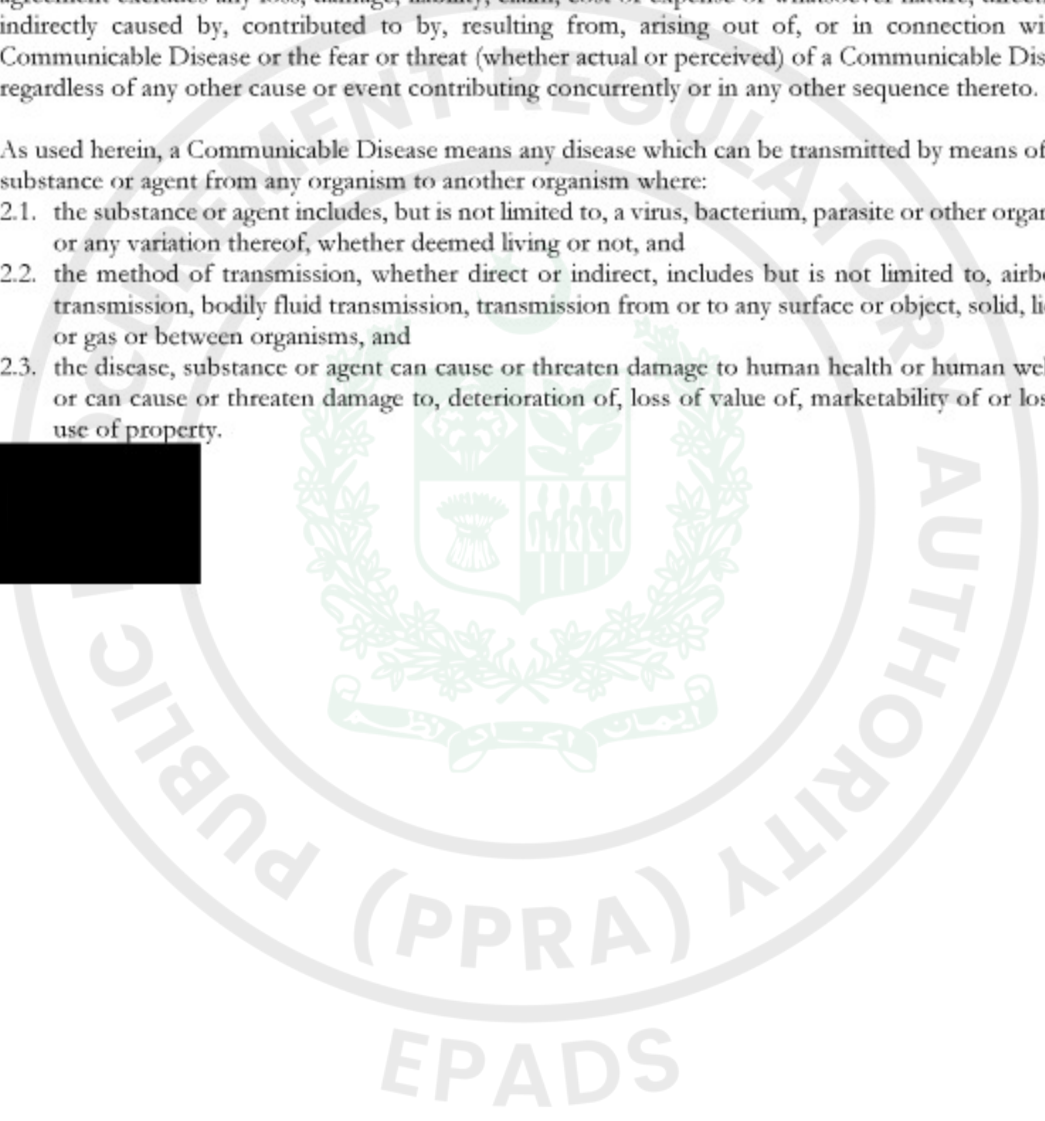 indirectly caused by, contributed to by, resulting from, arising out of, or in connection
Communicable Disease or the fear or threat (whether actual or perceived) of a Communicable
regardless of any other cause or event contributing concurrently or in any other sequence thereto.
As used herein, a Communicable Disease means any disease which can be transmitted by means of
substance or agent from any organism to another organism where:
2.1. the substance or agent includes, but is not limited to, a virus, bacterium, parasite or other
or any variation thereof, whether deemed living or not, and
2.2. the method of transmission, whether direct or indirect, includes but is not limited to,
transmission, bodily fluid transmission, transmission from or to any surface or object, solid,
or gas or between organisms, and
2.3. the disease, substance or agent can cause or threaten damage to human health or human
or can cause or threaten damage to, deterioration of, loss of value of, marketability of or
use of property.
REGULATORY AUTHORITY
PUBLIC
(PPRA)
EPADS